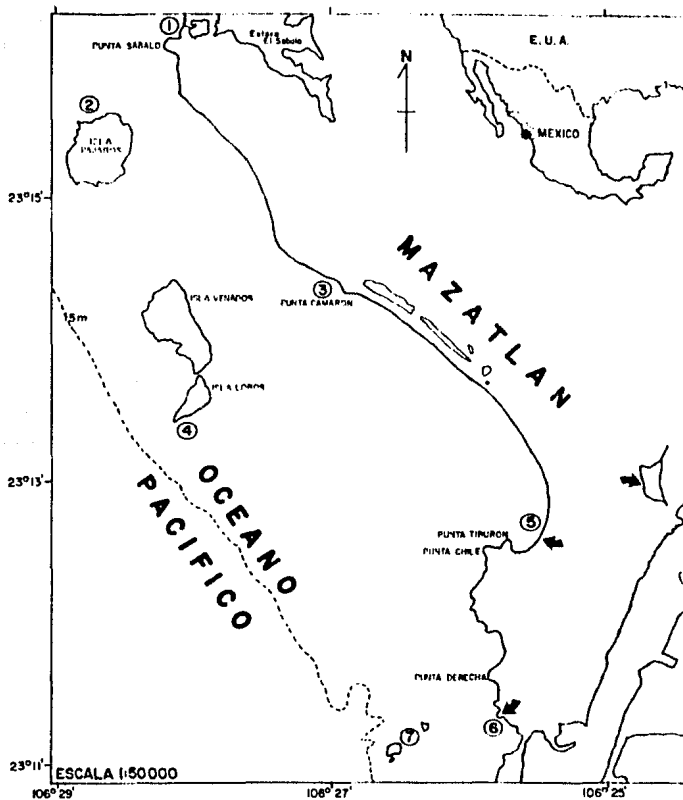 ①
PUNTA SABALO
Estero
El Sabalo
E. U. A.
N
②
ISLA
PAJAROS
MEXICO
23°15'
MAZATLAN
ISLA VENADOS
③
PUNTA CAMARON
15m
ISLA LOBOS
④
23°13'
OCEANO
PACIFICO
⑤
PUNTA TIBURON
PUNTA CHILE
PUNTA DERECHA
⑥
⑦
23°11'
ESCALA 1:50000
106°29
106°27
106°25